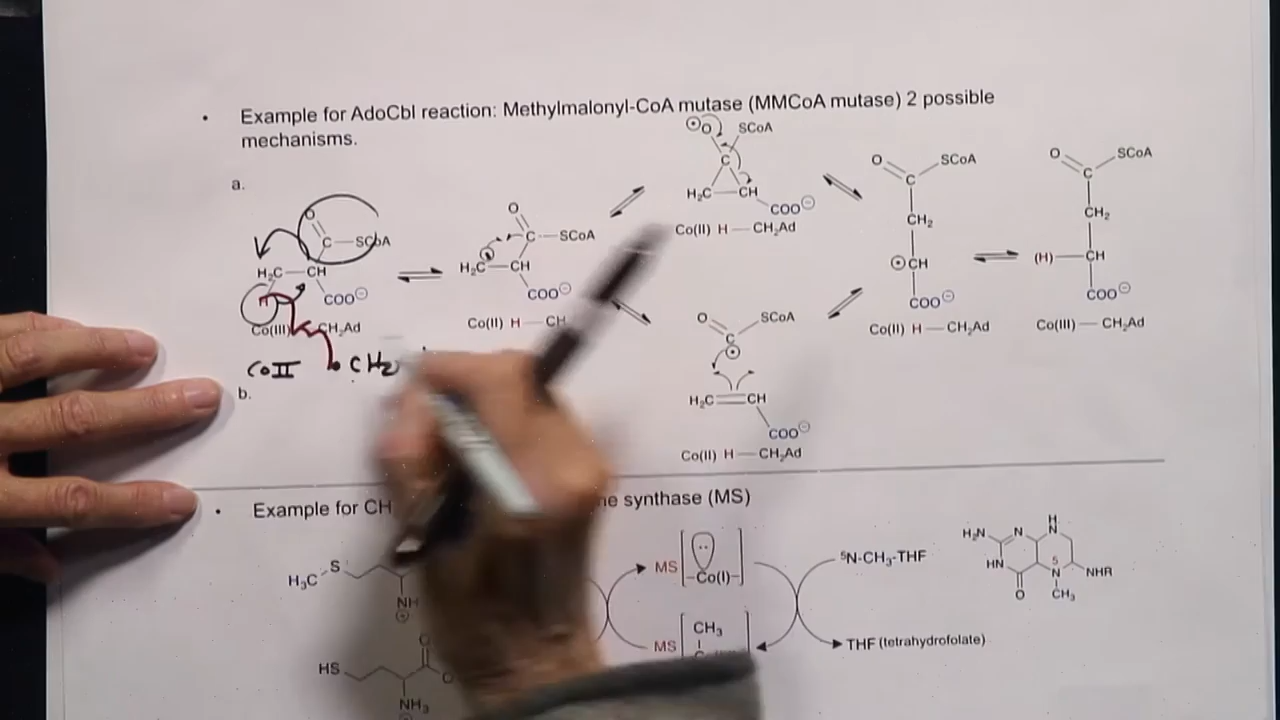 • Example for AdoCbl reaction: Methylmalonyl-CoA mutase (MMCoA mutase) 2 possible
mechanisms.
a.
O
C—SCoA
H₂C—CH
H
COO⊖
Co(III) CH₂Ad
CoII • CH₂
O
C—SCoA
H₂C—CH
COO⊖
Co(II) H—CH
O SCoA
C
H₂C—CH
COO⊖
Co(II) H—CH₂Ad
O SCoA
C
H₂C=CH
COO⊖
Co(II) H—CH₂Ad
O SCoA
C
CH₂
CH
COO⊖
Co(II) H—CH₂Ad
O SCoA
C
CH₂
(H)—CH
COO⊖
Co(III)—CH₂Ad
b.
• Example for CH
ne synthase (MS)
H₃C S
NH
HS
O
NH₃
MS –Co(I)–
MS CH₃
⁵N-CH₃-THF
THF (tetrahydrofolate)
H₂N N H N
HN 5 N NHR
O CH₃